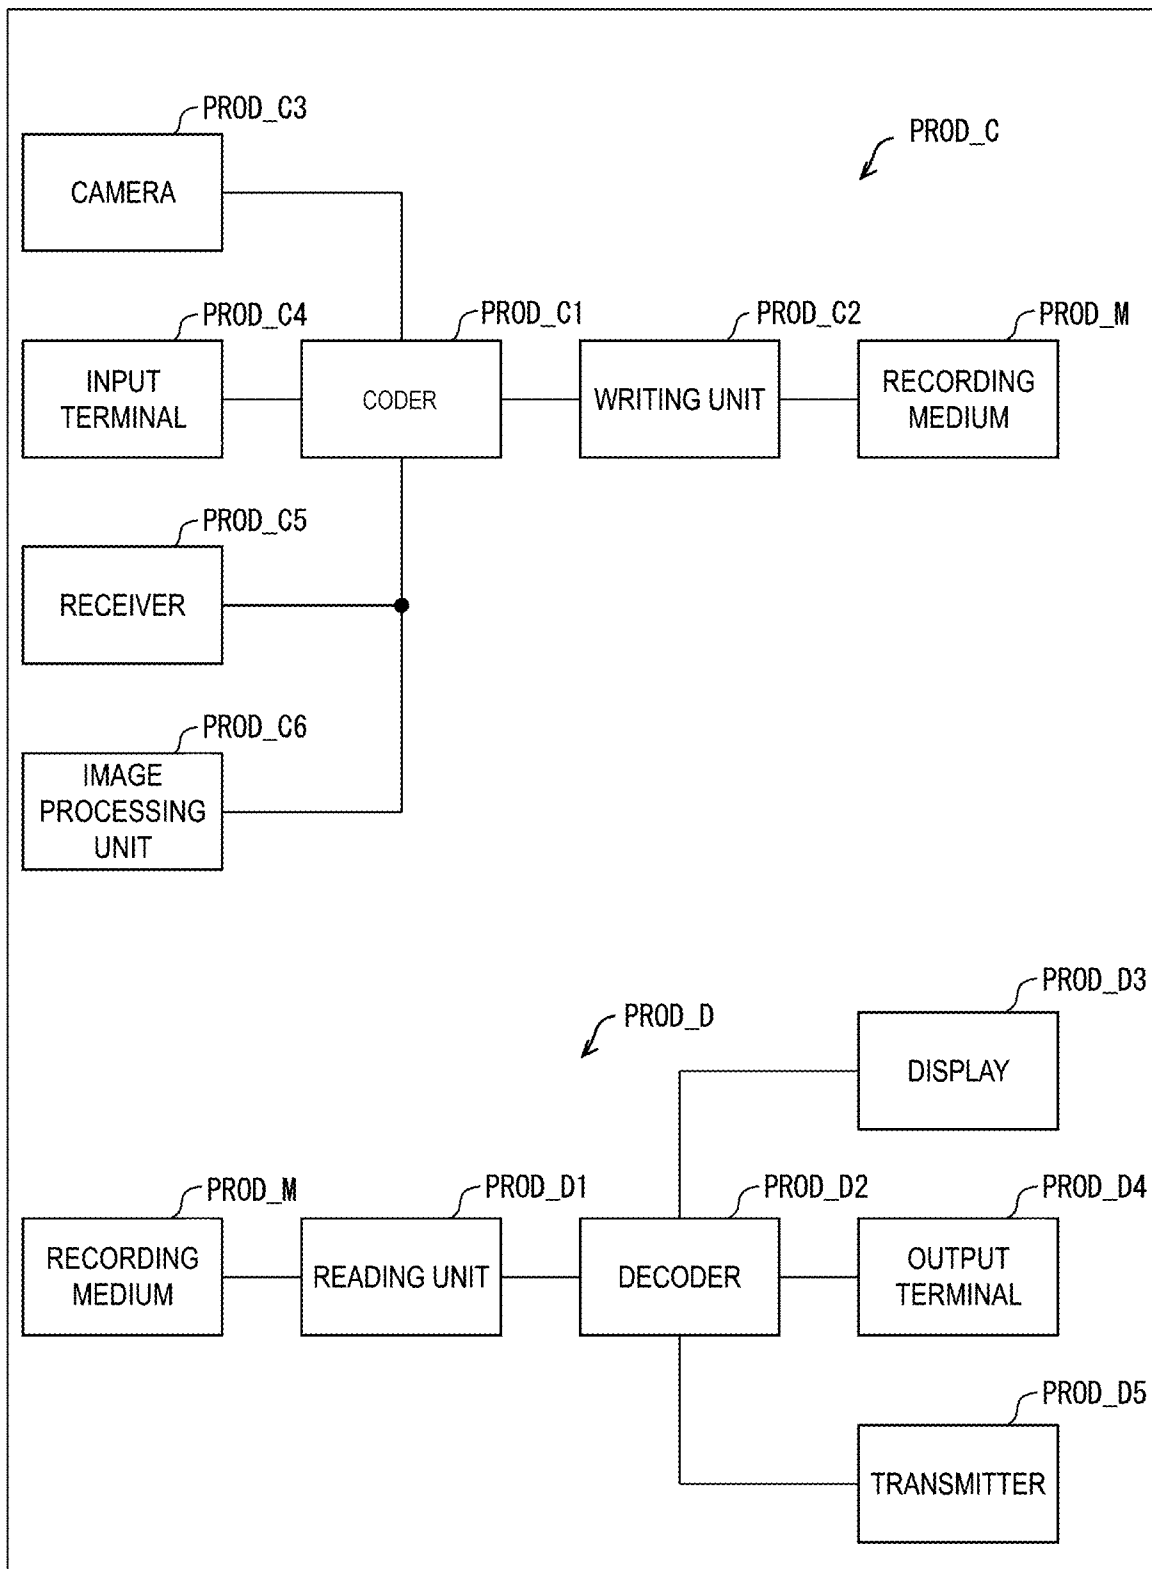 PROD_C3
CAMERA
PROD_C
PROD_C4
INPUT
TERMINAL
PROD_C1
CODER
PROD_C2
WRITING UNIT
PROD_M
RECORDING
MEDIUM
PROD_C5
RECEIVER
PROD_C6
IMAGE
PROCESSING
UNIT
PROD_D
PROD_D3
DISPLAY
PROD_M
RECORDING
MEDIUM
PROD_D1
READING UNIT
PROD_D2
DECODER
PROD_D4
OUTPUT
TERMINAL
PROD_D5
TRANSMITTER